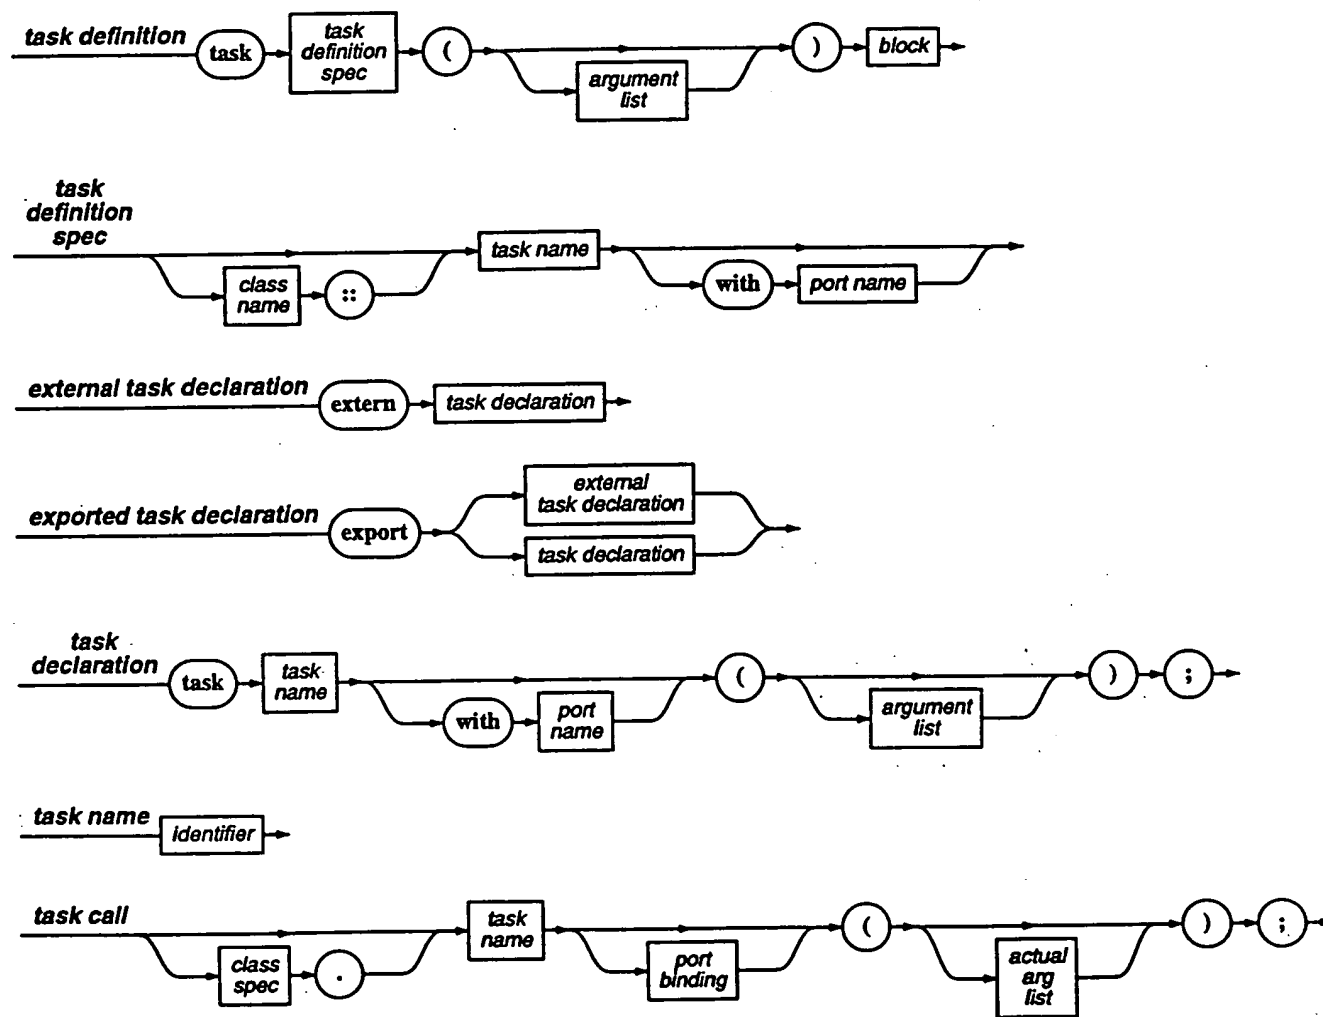 task definition task task definition spec ( argument list ) block
task definition spec class name :: task name with port name
external task declaration extern task declaration
exported task declaration export external task declaration task declaration
task declaration task task name with port name ( argument list ) ;
task name identifier
task call class spec . task name port binding ( actual arg list ) ;